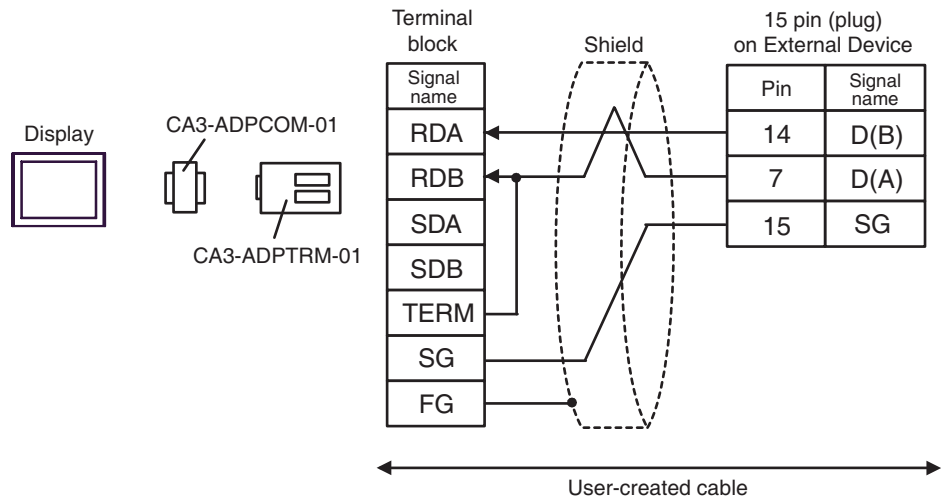 Terminal
block
Shield
15 pin (plug)
on External Device
Display
CA3-ADPCOM-01
CA3-ADPTRM-01
Signal
name
RDA
RDB
SDA
SDB
TERM
SG
FG
Pin
Signal
name
14
D(B)
7
D(A)
15
SG
User-created cable